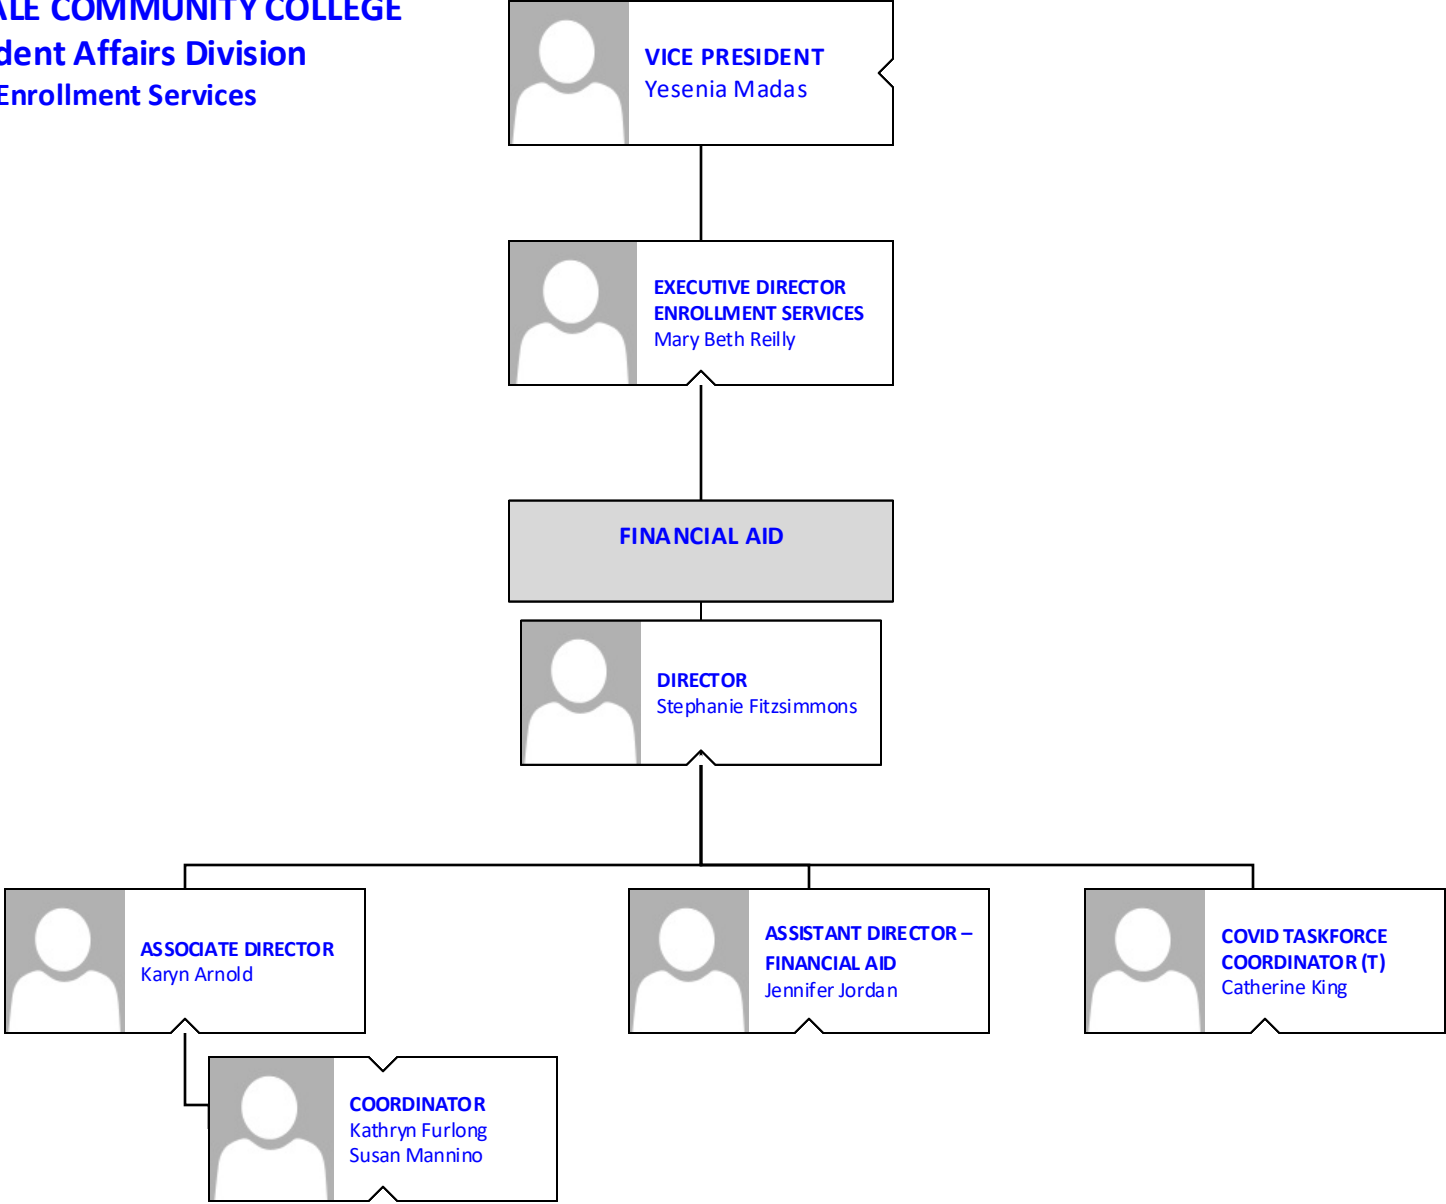 COMMUNITY COLLEGE
Affairs Division
Enrollment Services
VICE PRESIDENT
Yesenia Madas
EXECUTIVE DIRECTOR
ENROLLMENT SERVICES
Mary Beth Reilly
FINANCIAL AID
DIRECTOR
Stephanie Fitzsimmons
ASSOCIATE DIRECTOR
Karyn Arnold
ASSISTANT DIRECTOR –
FINANCIAL AID
Jennifer Jordan
COVID TASKFORCE
COORDINATOR (T)
Catherine King
COORDINATOR
Kathryn Furlong
Susan Mannino